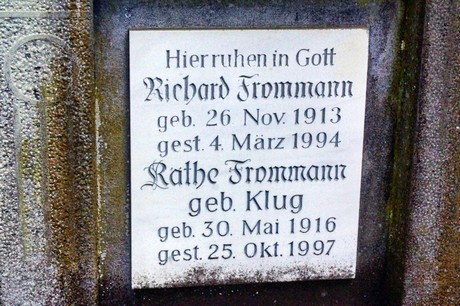 Hier ruhen in Gott
Richard Frommann
geb. 26 Nov. 1913
gest. 4. März 1994
Käthe Frommann
geb. Klug
geb. 30. Mai 1916
gest. 25. Okt. 1997